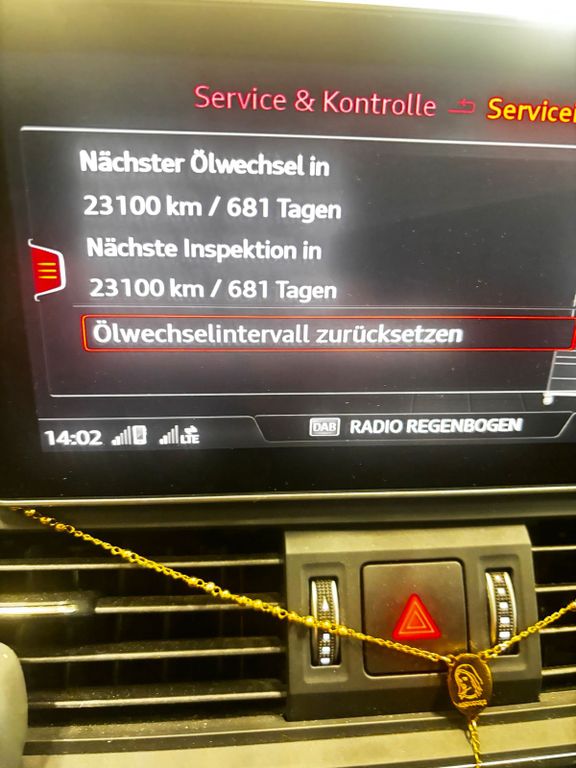 Service & Kontrolle
Nächster Ölwechsel in
23100 km / 681 Tagen
Nächste Inspektion in
23100 km / 681 Tagen
Ölwechselintervall zurücksetzen
14:02 LTE DAB RADIO REGENBOGEN